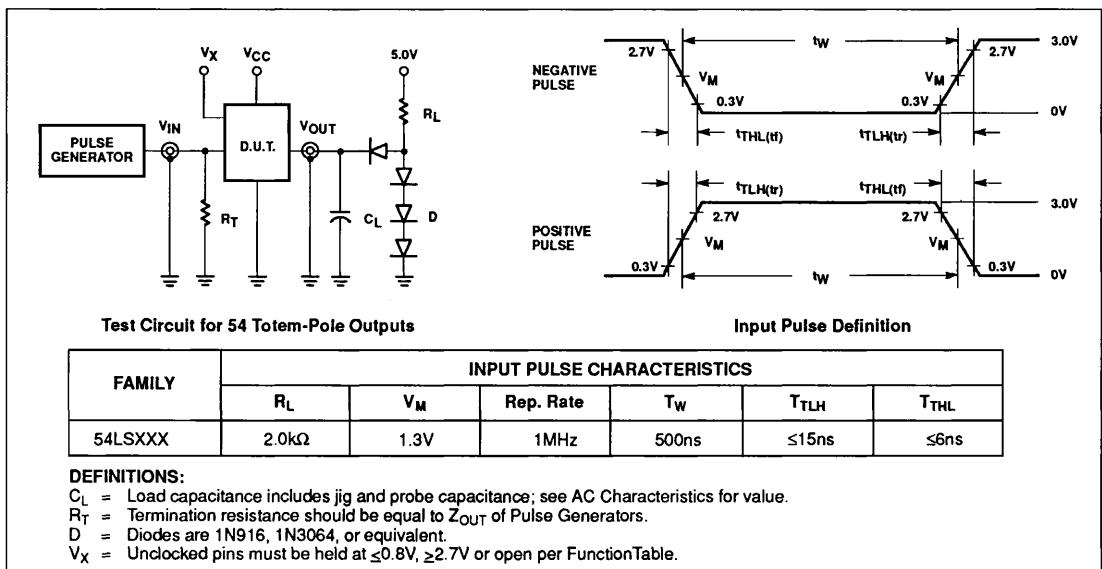 VX
VCC
5.0V
RL
VIN
VOUT
PULSE GENERATOR
D.U.T.
RT
CL
D
Test Circuit for 54 Totem-Pole Outputs
tW
3.0V
2.7V
2.7V
NEGATIVE PULSE
VM
VM
0.3V
0.3V
0V
tTHL(tf)
tTLH(tr)
tTLH(tr)
tTHL(tf)
3.0V
2.7V
2.7V
POSITIVE PULSE
VM
VM
0.3V
0.3V
0V
tW
Input Pulse Definition
FAMILY
INPUT PULSE CHARACTERISTICS
RL VM Rep. Rate TW TTLH TTHL
54LSXXX 2.0kΩ 1.3V 1MHz 500ns ≤15ns ≤6ns
DEFINITIONS:
CL = Load capacitance includes jig and probe capacitance; see AC Characteristics for value.
RT = Termination resistance should be equal to ZOUT of Pulse Generators.
D = Diodes are 1N916, 1N3064, or equivalent.
VX = Unclocked pins must be held at ≤0.8V, ≥2.7V or open per FunctionTable.